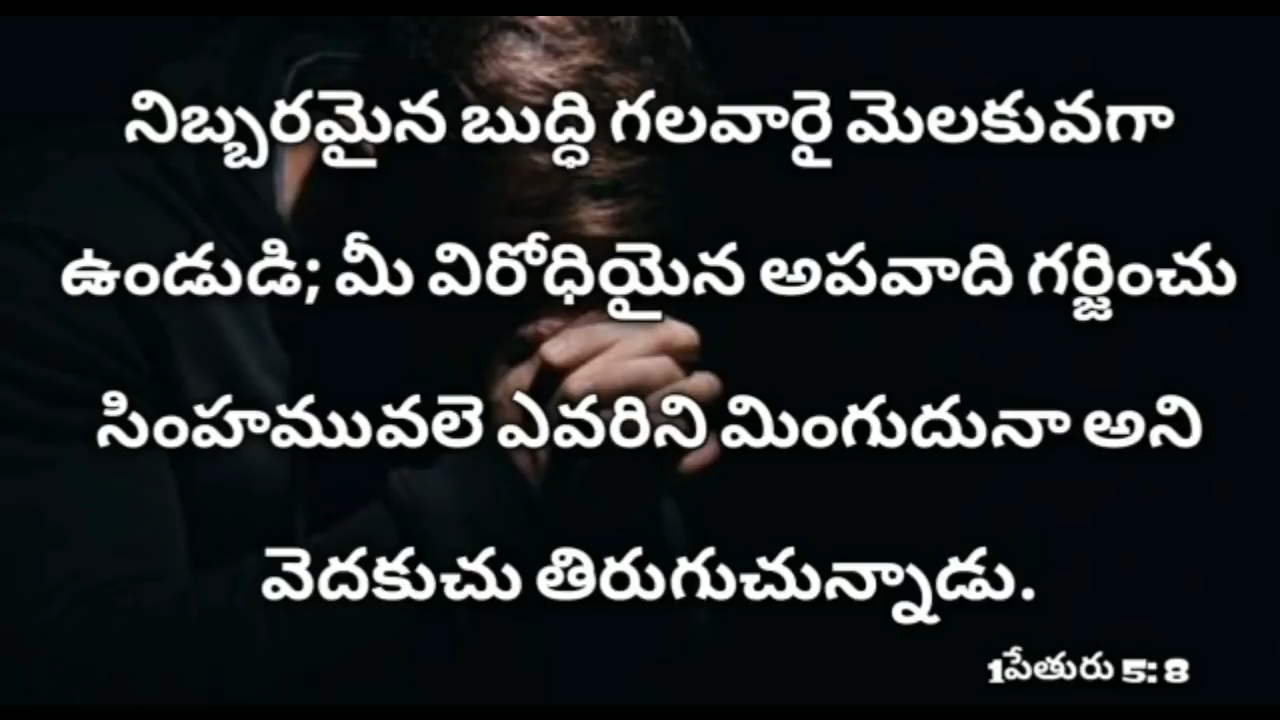 నిబ్బరమైన బుద్ధి గలవారై మెలకువగా
ఉండుడి; మీ విరోధియైన అపవాది గర్జించు
సింహమువలె ఎవరిని మింగుదునా అని
వెదకుచు తిరుగుచున్నాడు.
1పేతురు 5: 8